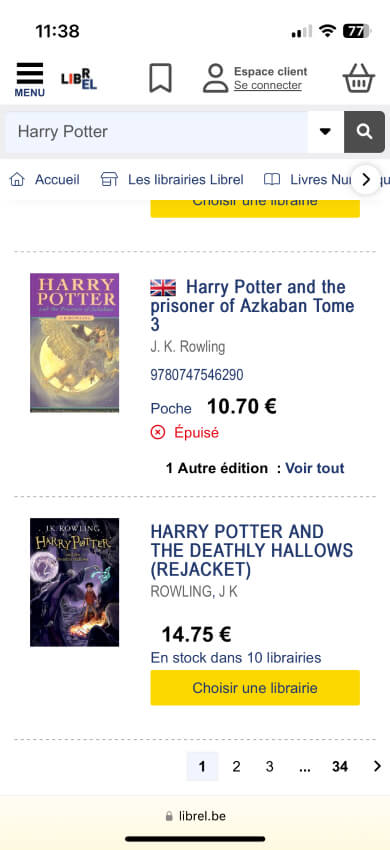 11:38
77
MENU
LIBREL
Espace client
Se connecter
Harry Potter
Accueil
Les librairies Librel
Livres Num
Choisir une librairie
HARRY
POTTER
and the Prisoner of Azkaban
J.K. ROWLING
Harry Potter and the
prisoner of Azkaban Tome
3
J. K. Rowling
9780747546290
Poche 10.70 €
Épuisé
1 Autre édition : Voir tout
J.K. ROWLING
HARRY POTTER
HARRY POTTER AND
THE DEATHLY HALLOWS
(REJACKET)
ROWLING, J K
14.75 €
En stock dans 10 librairies
Choisir une librairie
1 2 3 ... 34
librel.be